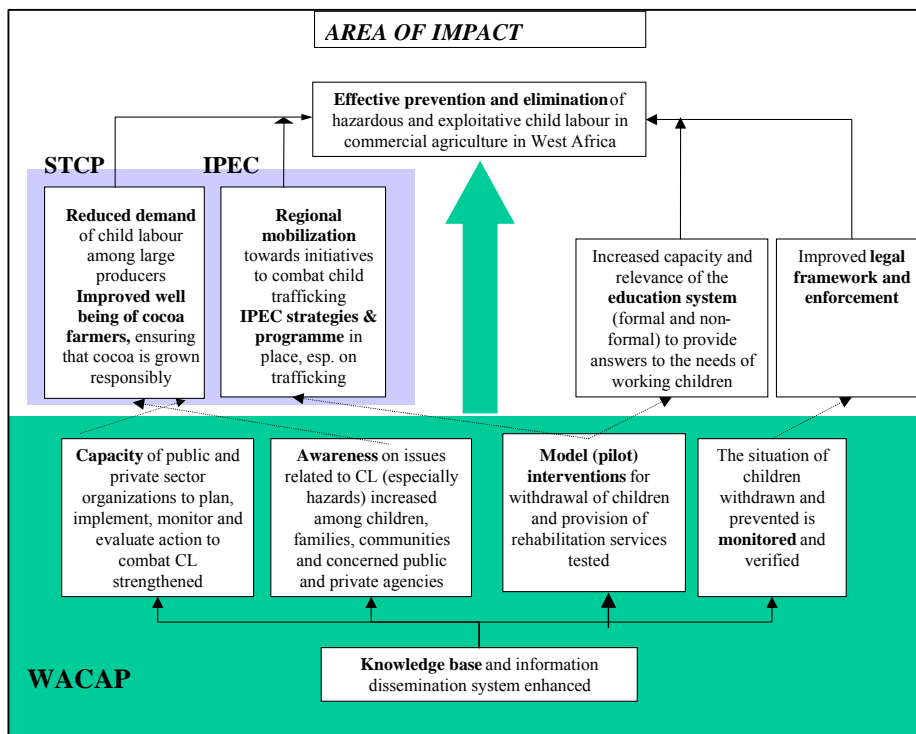 AREA OF IMPACT
Effective prevention and elimination of
hazardous and exploitative child labour in
commercial agriculture in West Africa
STCP
IPEC
Reduced demand
of child labour
among large
producers
Improved well
being of cocoa
farmers, ensuring
that cocoa is grown
responsibly
Regional
mobilization
towards initiatives
to combat child
trafficking
IPEC strategies &
programme in
place, esp. on
trafficking
Increased capacity and
relevance of the
education system
(formal and non-
formal) to provide
answers to the needs of
working children
Improved legal
framework and
enforcement
Capacity of public and
private sector
organizations to plan,
implement, monitor and
evaluate action to
combat CL
strengthened
Awareness on issues
related to CL (especially
hazards) increased
among children,
families, communities
and concerned public
and private agencies
Model (pilot)
interventions for
withdrawal of children
and provision of
rehabilitation services
tested
The situation of
children
withdrawn and
prevented is
monitored and
verified
Knowledge base and information
dissemination system enhanced
WACAP